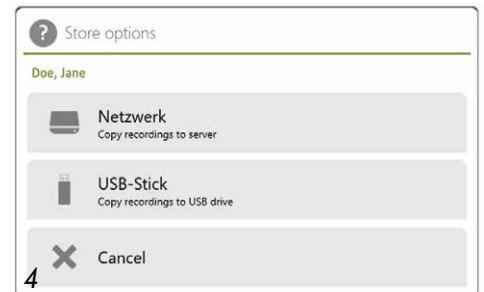 ? Store options
Doe, Jane
Netzwerk
Copy recordings to server
USB-Stick
Copy recordings to USB drive
Cancel
4